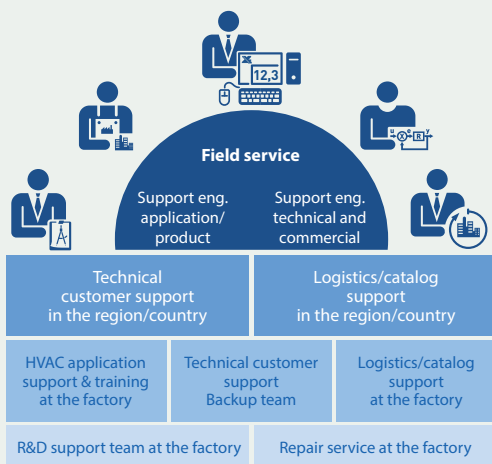 12,3
u
e
y
X
R
Field service
Support eng.
application/
product
Support eng.
technical and
commercial
Technical
customer support
in the region/country
Logistics/catalog
support
in the region/country
HVAC application
support & training
at the factory
Technical customer
support
Backup team
Logistics/catalog
support
at the factory
R&D support team at the factory
Repair service at the factory